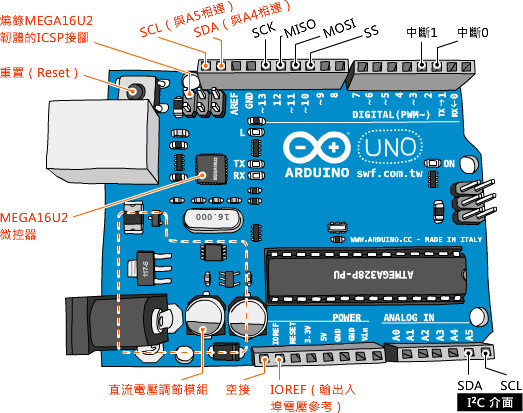 燒錄MEGA16U2
韌體的ICSP接腳
SCL（與A5相連）
SDA（與A4相連）
SCK
MISO
MOSI
SS
中斷1
中斷0
重置（Reset）
AREF
GND
~13
12
~11
~10
~9
8
7
~6
~5
4
~3
2
TX→1
RX←0
DIGITAL(PWM~)
L
TX
RX
UNO
ON
ARDUINO
swf.com.tw
MEGA16U2
微控器
16.000
WWW.ARDUINO.CC - MADE IN ITALY
117-5
ATMEGA328P-PU
POWER
ANALOG IN
IOREF
RESET
3.3V
5V
GND
GND
Vin
A0
A1
A2
A3
A4
A5
直流電壓調節模組
空接
IOREF（輸出入
埠電壓參考）
SDA
SCL
I²C 介面